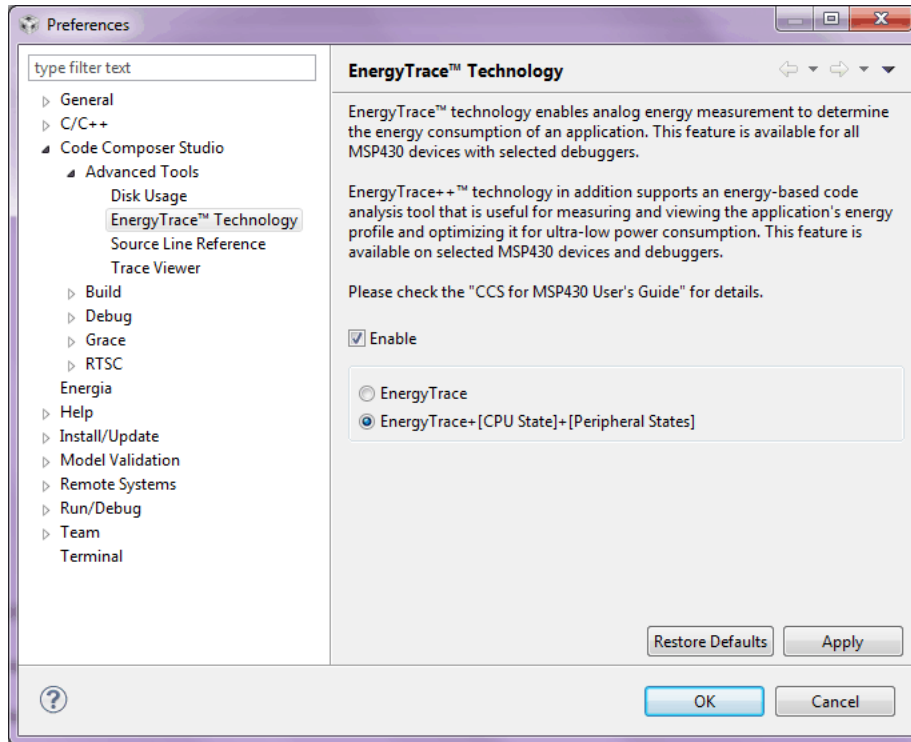 Preferences
type filter text
General
C/C++
Code Composer Studio
Advanced Tools
Disk Usage
EnergyTrace™ Technology
Source Line Reference
Trace Viewer
Build
Debug
Grace
RTSC
Energia
Help
Install/Update
Model Validation
Remote Systems
Run/Debug
Team
Terminal
EnergyTrace™ Technology
EnergyTrace™ technology enables analog energy measurement to determine
the energy consumption of an application. This feature is available for all
MSP430 devices with selected debuggers.
EnergyTrace++™ technology in addition supports an energy-based code
analysis tool that is useful for measuring and viewing the application's energy
profile and optimizing it for ultra-low power consumption. This feature is
available on selected MSP430 devices and debuggers.
Please check the "CCS for MSP430 User's Guide" for details.
Enable
EnergyTrace
EnergyTrace+[CPU State]+[Peripheral States]
Restore Defaults
Apply
?
OK
Cancel